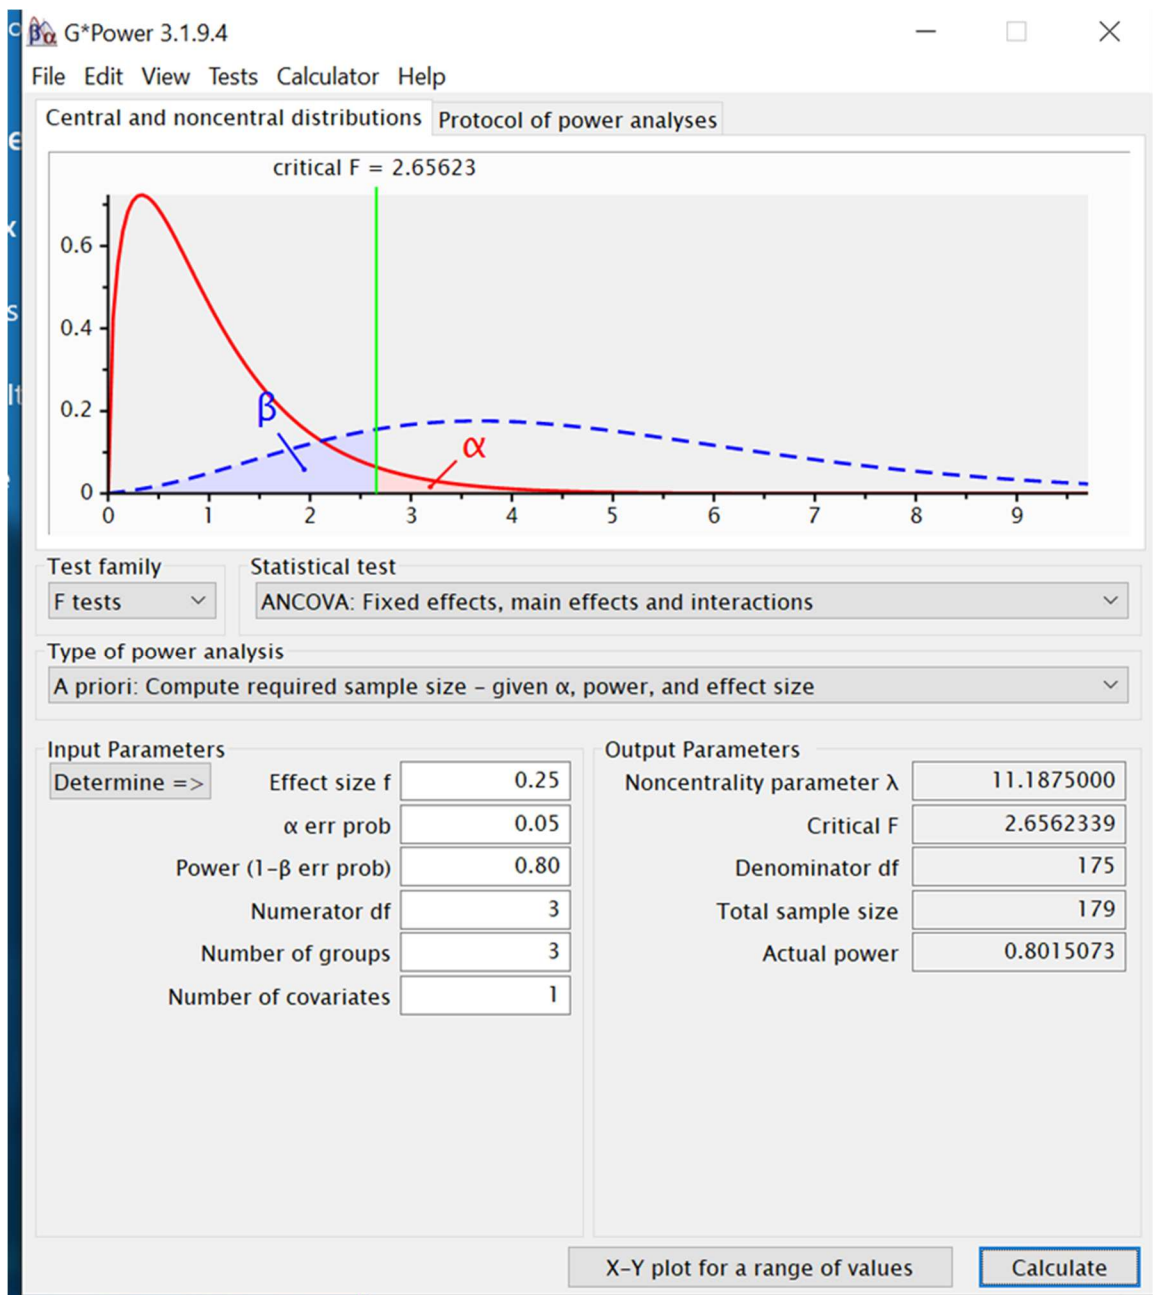 G*Power 3.1.9.4
File Edit View Tests Calculator Help
Central and noncentral distributions Protocol of power analyses
critical F = 2.65623
0.6
0.4
0.2
0
β
α
0 1 2 3 4 5 6 7 8 9
Test family Statistical test
F tests ANCOVA: Fixed effects, main effects and interactions
Type of power analysis
A priori: Compute required sample size – given α, power, and effect size
Input Parameters Output Parameters
Determine => Effect size f 0.25 Noncentrality parameter λ 11.1875000
α err prob 0.05 Critical F 2.6562339
Power (1–β err prob) 0.80 Denominator df 175
Numerator df 3 Total sample size 179
Number of groups 3 Actual power 0.8015073
Number of covariates 1
X–Y plot for a range of values Calculate